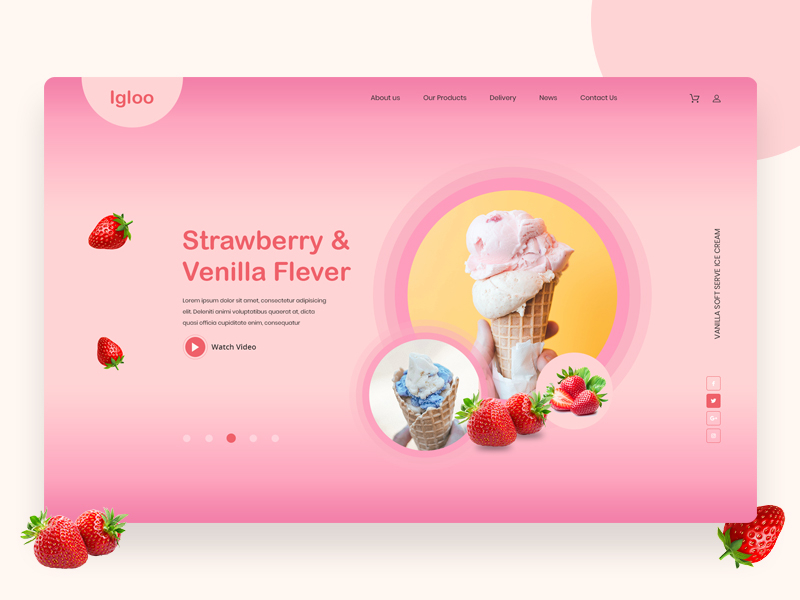 Igloo
About us
Our Products
Delivery
News
Contact Us
Strawberry &
Venilla Flever
Lorem ipsum dolor sit amet, consectetur adipisicing
elit. Deleniti animi voluptatibus quaerat at, dicta
quasi officia cupiditate enim, consequatur
Watch Video
VANILLA SOFT SERVE ICE CREAM